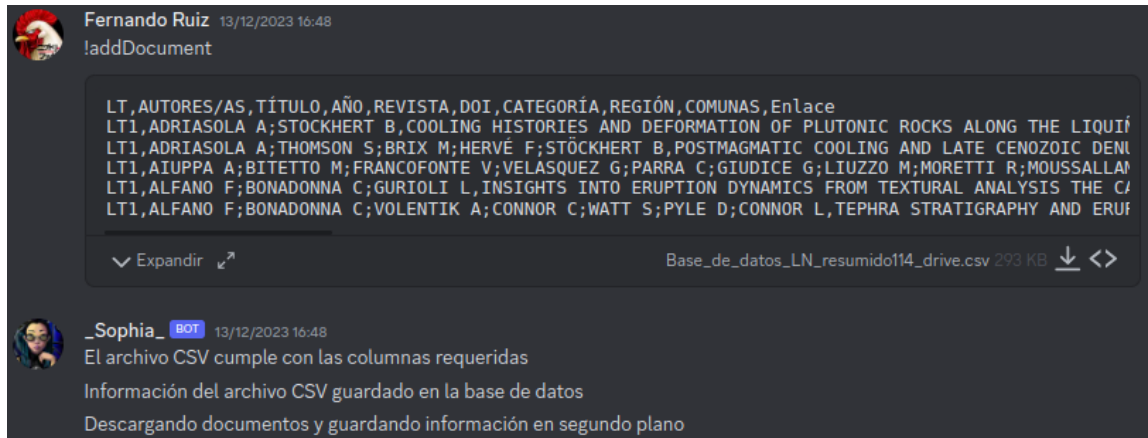 Fernando Ruiz 13/12/2023 16:48
!addDocument
LT,AUTORES/AS,TÍTULO,AÑO,REVISTA,DOI,CATEGORÍA,REGIÓN,COMUNAS,Enlace
LT1,ADRIASOLA A;STOCKHERT B,COOLING HISTORIES AND DEFORMATION OF PLUTONIC ROCKS ALONG THE LIQUIÑ
LT1,ADRIASOLA A;THOMSON S;BRIX M;HERVÉ F;STÖCKHERT B,POSTMAGMATIC COOLING AND LATE CENOZOIC DENU
LT1,AIUPPA A;BITETTO M;FRANCOFONTE V;VELASQUEZ G;PARRA C;GIUDICE G;LIUZZO M;MORETTI R;MOUSSALLAM
LT1,ALFANO F;BONADONNA C;GURIOLI L,INSIGHTS INTO ERUPTION DYNAMICS FROM TEXTURAL ANALYSIS THE CA
LT1,ALFANO F;BONADONNA C;VOLENTIK A;CONNOR C;WATT S;PYLE D;CONNOR L,TEPHRA STRATIGRAPHY AND ERUP
Expandir Base_de_datos_LN_resumido114_drive.csv 293 KB
_Sophia_ BOT 13/12/2023 16:48
El archivo CSV cumple con las columnas requeridas
Información del archivo CSV guardado en la base de datos
Descargando documentos y guardando información en segundo plano